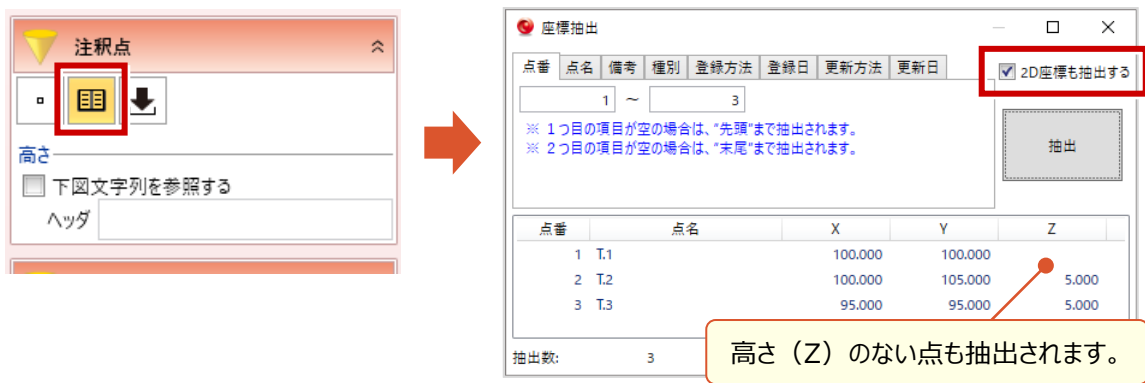 注釈点
高さ
下図文字列を参照する
ヘッダ
座標抽出
点番 点名 備考 種別 登録方法 登録日 更新方法 更新日
2D座標も抽出する
1 ~ 3
※ 1つ目の項目が空の場合は、"先頭"まで抽出されます。
※ 2つ目の項目が空の場合は、"末尾"まで抽出されます。
抽出
点番 点名 X Y Z
1 T.1 100.000 100.000
2 T.2 100.000 105.000 5.000
3 T.3 95.000 95.000 5.000
抽出数: 3
高さ（Z）のない点も抽出されます。